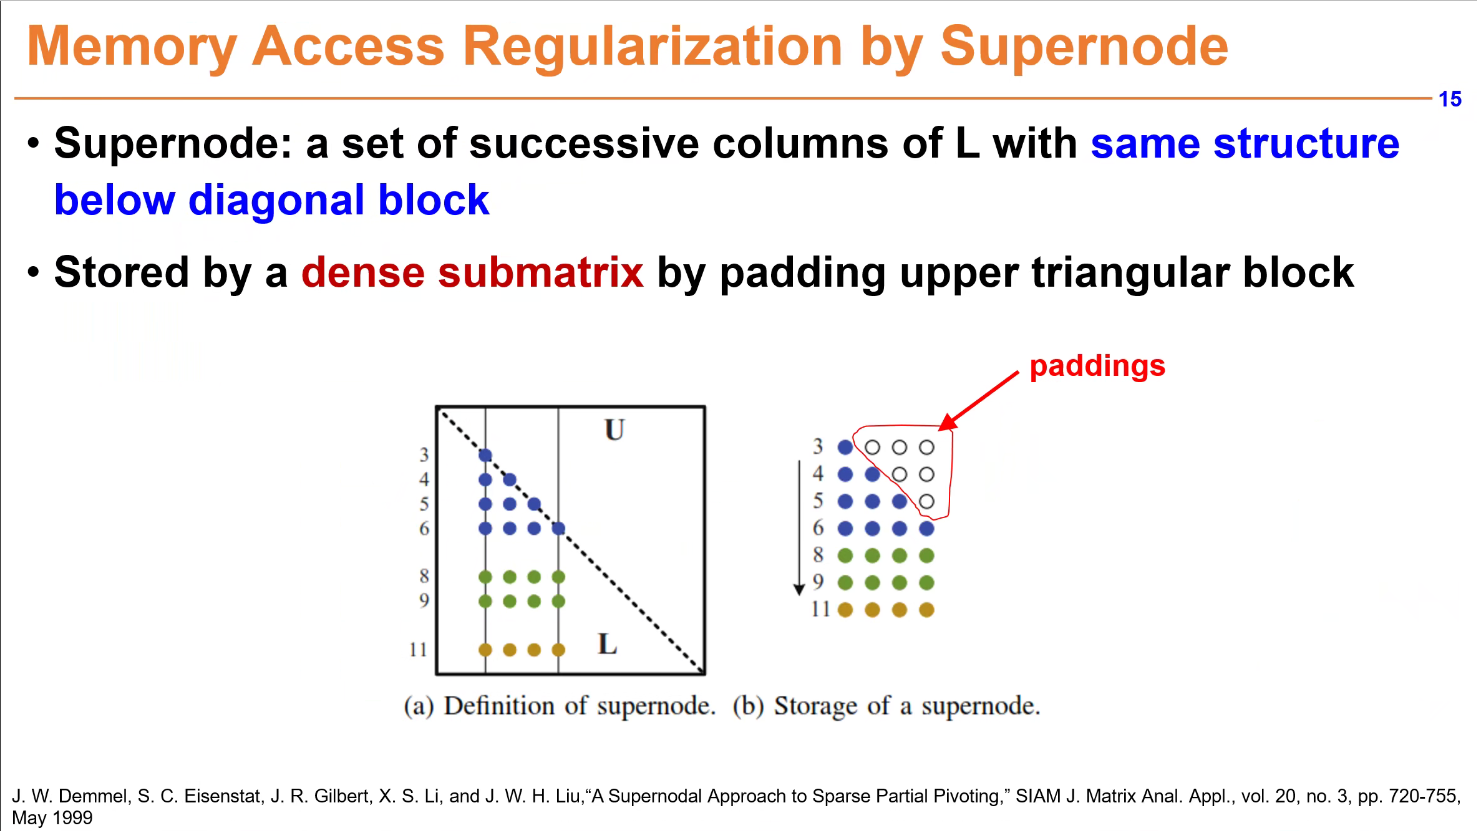 Memory Access Regularization by Supernode
15
• Supernode: a set of successive columns of L with same structure
below diagonal block
• Stored by a dense submatrix by padding upper triangular block
paddings
U
3
4
5
6
8
9
11
L
3
4
5
6
8
9
11
(a) Definition of supernode. (b) Storage of a supernode.
J. W. Demmel, S. C. Eisenstat, J. R. Gilbert, X. S. Li, and J. W. H. Liu,“A Supernodal Approach to Sparse Partial Pivoting,” SIAM J. Matrix Anal. Appl., vol. 20, no. 3, pp. 720-755,
May 1999